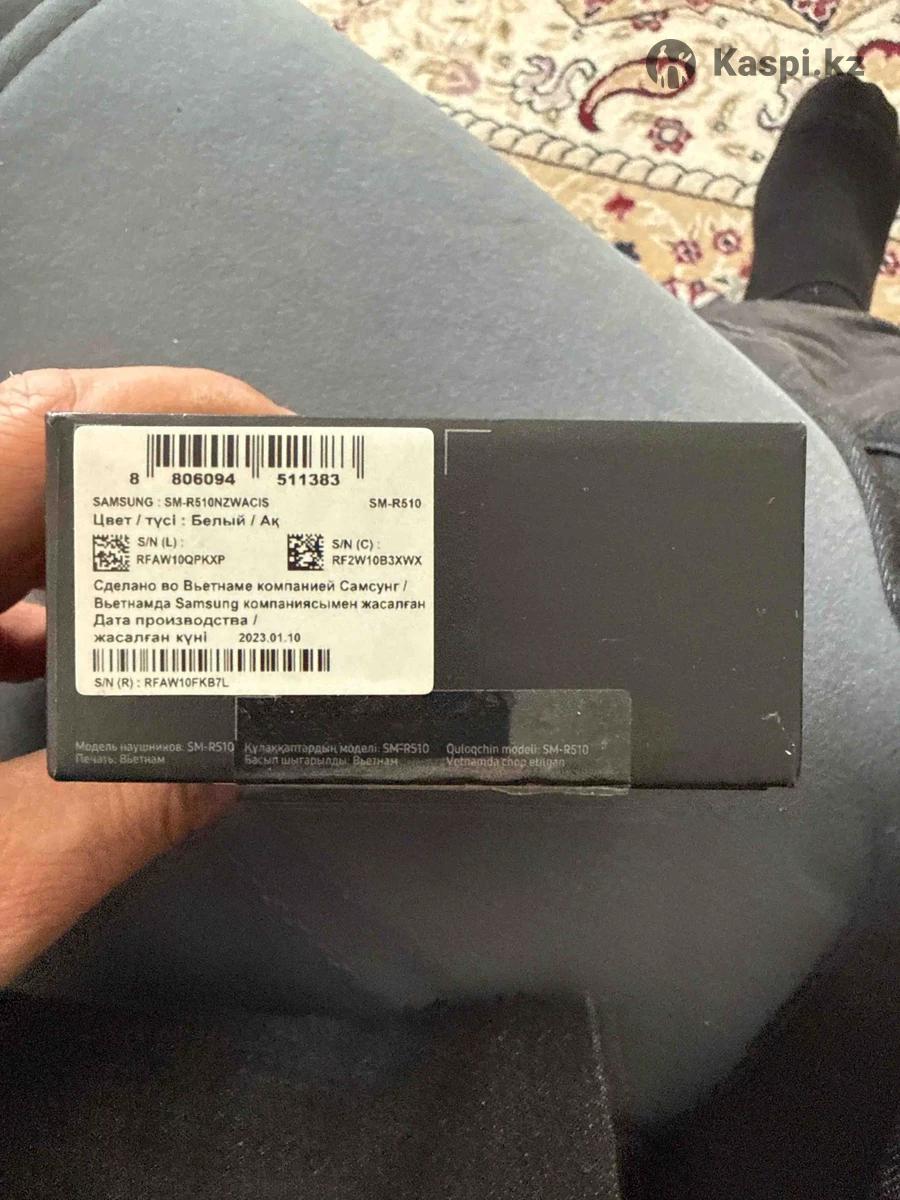 Kaspi.kz
8 806094 511383
SAMSUNG : SM-R510NZWACIS SM-R510
Цвет / түсі : Белый / Ақ
S/N (L) : S/N (C) :
RFAW10QPKXP RF2W10B3XWX
Сделано во Вьетнаме компанией Самсунг /
Вьетнамда Samsung компаниясымен жасалған
Дата производства /
жасалған күні 2023.01.10
S/N (R) : RFAW10FKB7L
Модель наушников: SM-R510 Құлаққаптардың моделі: SM-R510 Quloqchin modeli: SM-R510
Печать: Вьетнам Басып шығарылды: Вьетнам Vetnamda chop etilgan